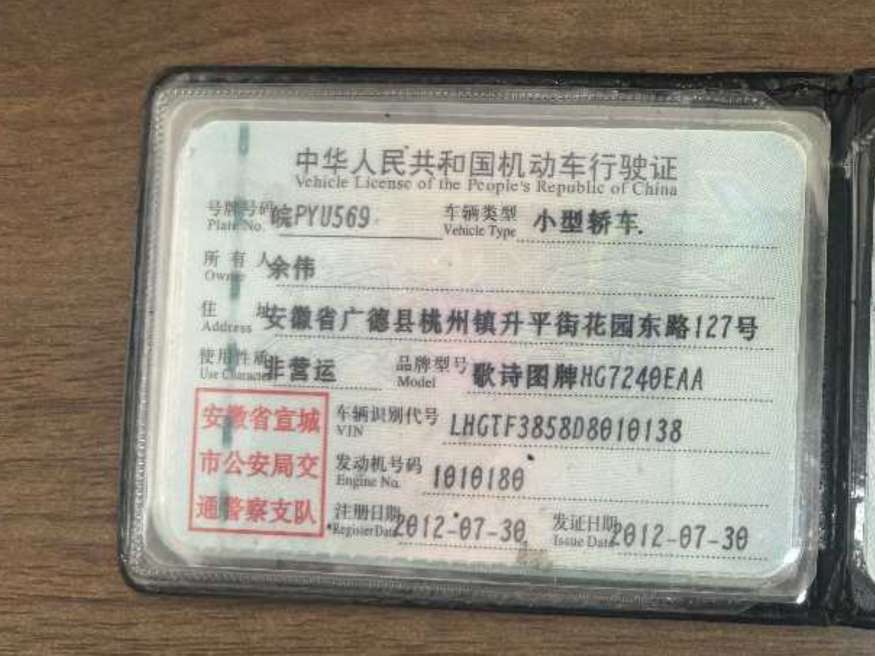 中华人民共和国机动车行驶证
Vehicle License of the People's Republic of China
号牌号码 皖PYU569 车辆类型 小型轿车
Plate No. Vehicle Type
所有人 余伟
Owner
住址 安徽省广德县桃州镇升平街花园东路127号
Address
使用性质 非营运 品牌型号 歌诗图牌HG7240EAA
Use Character Model
安徽省宣城
市公安局交
通警察支队
车辆识别代号 LHGTF3858D8010138
VIN
发动机号码 1010180
Engine No.
注册日期 2012-07-30 发证日期 2012-07-30
Register Date Issue Date